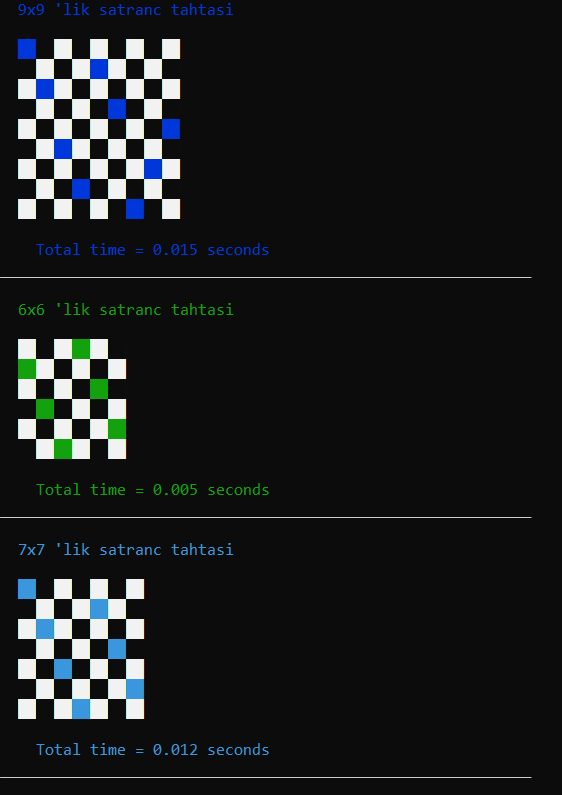 9x9 'lik satranc tahtasi
Total time = 0.015 seconds
6x6 'lik satranc tahtasi
Total time = 0.005 seconds
7x7 'lik satranc tahtasi
Total time = 0.012 seconds